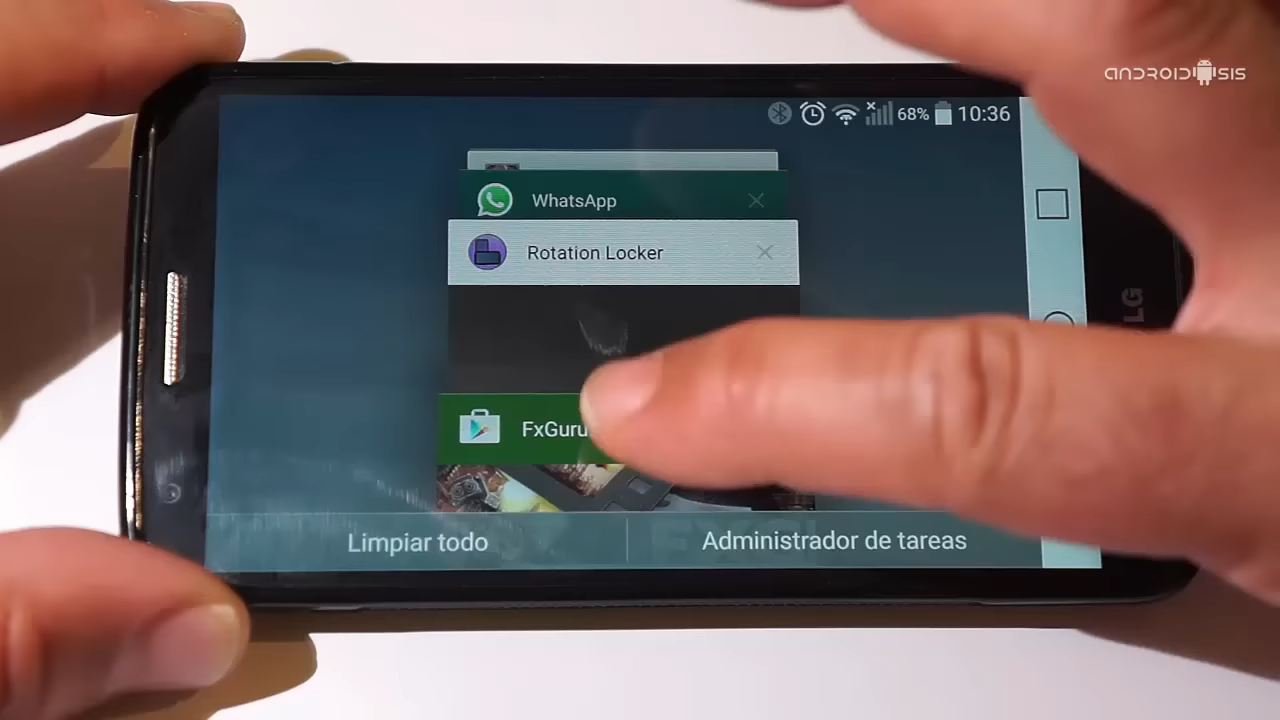 ANDROIDSIS
68% 10:36
WhatsApp
Rotation Locker
LG
FxGuru
Limpiar todo
Administrador de tareas